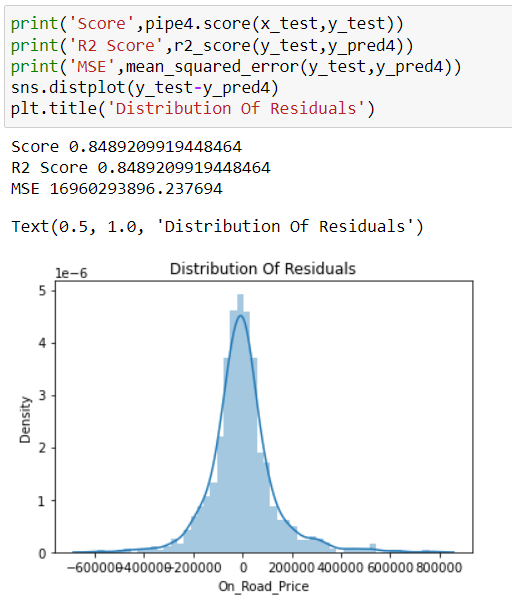 print('Score',pipe4.score(x_test,y_test))
print('R2 Score',r2_score(y_test,y_pred4))
print('MSE',mean_squared_error(y_test,y_pred4))
sns.distplot(y_test-y_pred4)
plt.title('Distribution Of Residuals')
Score 0.8489209919448464
R2 Score 0.8489209919448464
MSE 16960293896.237694
Text(0.5, 1.0, 'Distribution Of Residuals')
Distribution Of Residuals
1e−6
5
4
3
2
1
0
Density
−600000 −400000 −200000 0 200000 400000 600000 800000
On_Road_Price